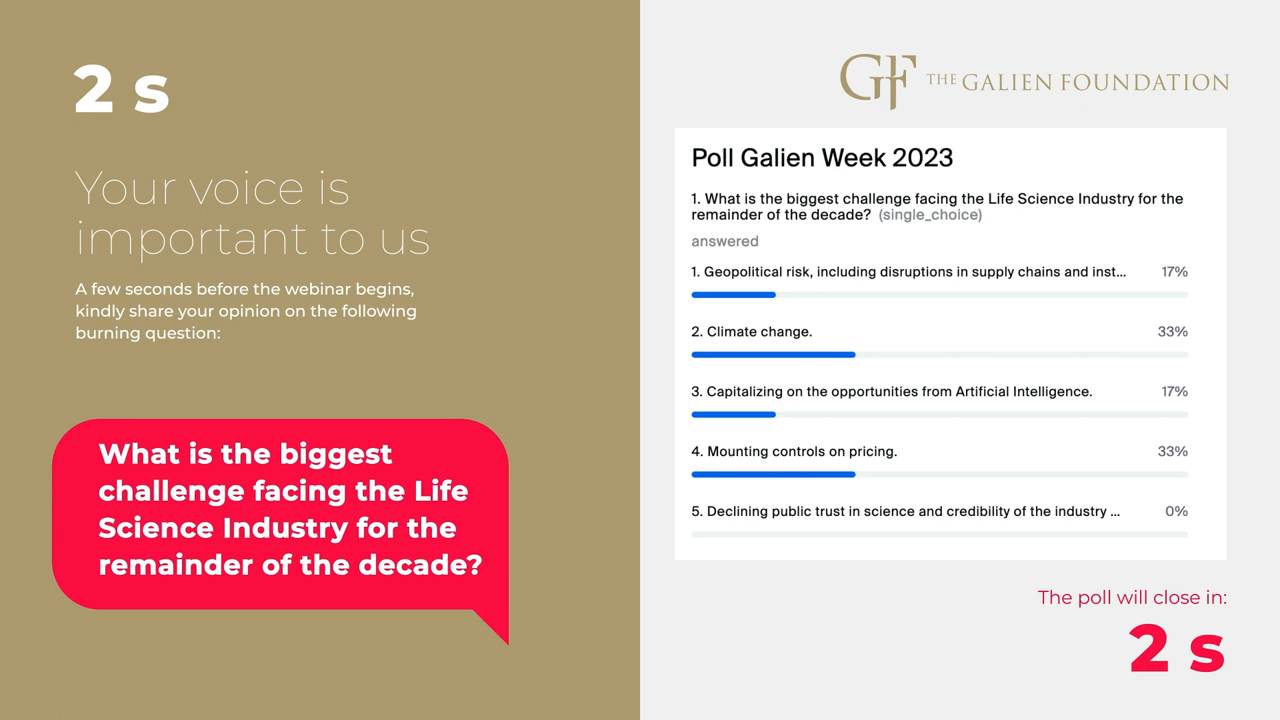 2 s
Your voice is
important to us
A few seconds before the webinar begins,
kindly share your opinion on the following
burning question:
What is the biggest
challenge facing the Life
Science Industry for the
remainder of the decade?
GF THE GALIEN FOUNDATION
Poll Galien Week 2023
1. What is the biggest challenge facing the Life Science Industry for the
remainder of the decade? (single_choice)
answered
1. Geopolitical risk, including disruptions in supply chains and inst... 17%
2. Climate change. 33%
3. Capitalizing on the opportunities from Artificial Intelligence. 17%
4. Mounting controls on pricing. 33%
5. Declining public trust in science and credibility of the industry ... 0%
The poll will close in:
2 s